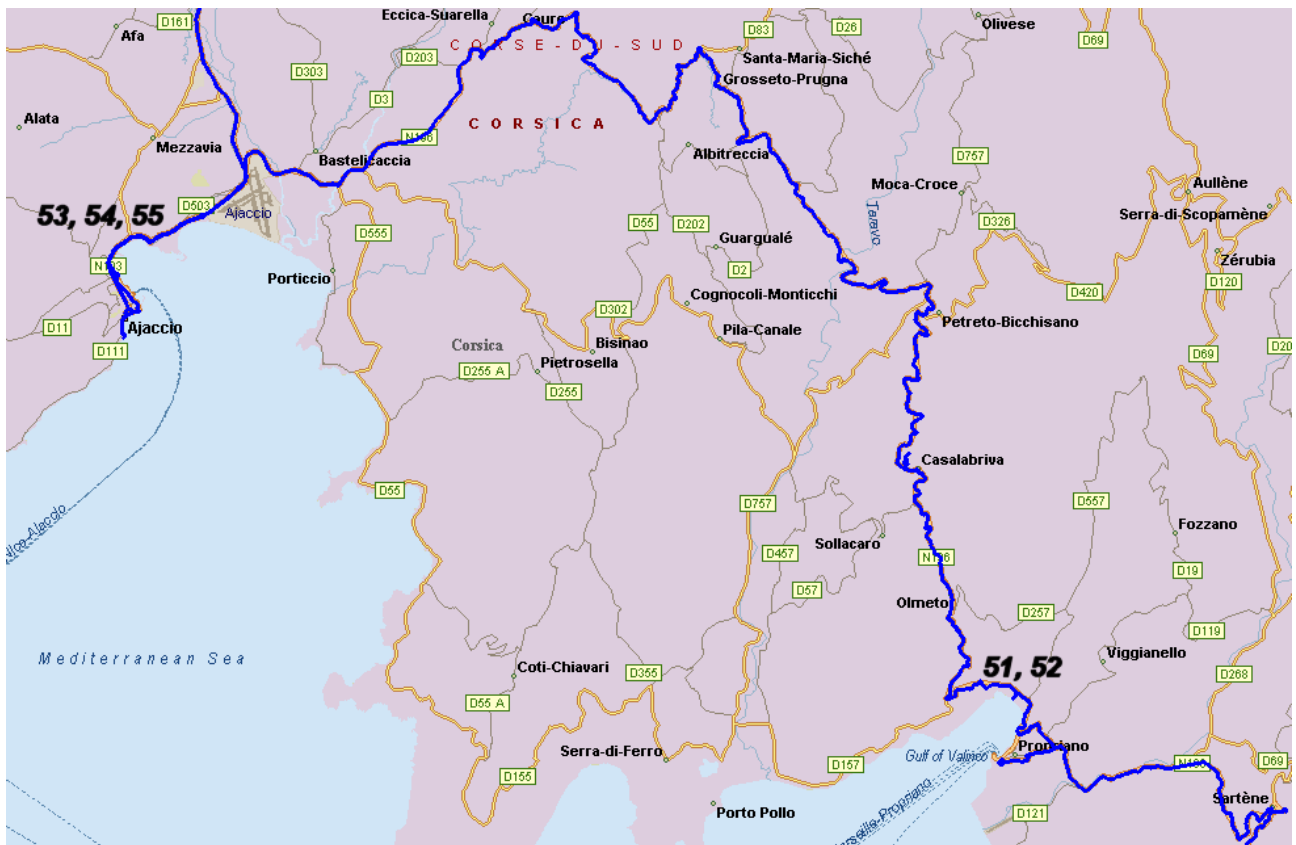 D161
Eccica-Suarella
Olivese
Afa
Caure
D83
D26
CORSE-DU-SUD
D69
D203
Santa-Maria-Siché
D303
Grosseto-Prugna
D3
Alata
CORSICA
Mezzavia
Bastelicaccia
Albitreccia
D757
Moca-Croce
Aullène
53, 54, 55
D503
Ajaccio
Taravo
Serra-di-Scopamène
D555
D55
D202
D326
Guargualé
Zérubia
N193
Porticcio
D2
D120
D420
Cognocoli-Monticchi
D302
Petreto-Bicchisano
D11
Ajaccio
D111
Corsica
Bisinao
Pila-Canale
D69
Pietrosella
D255 A
D255
Casalabriva
D55
D757
D557
Fozzano
Sollacaro
D457
D19
D57
Olmeto
D257
D119
Mediterranean Sea
Coti-Chiavari
D355
51, 52
Viggianello
D268
D55 A
Serra-di-Ferro
Gulf of Valinco
Propriano
D157
D69
D155
Porto Pollo
Sartène
D121